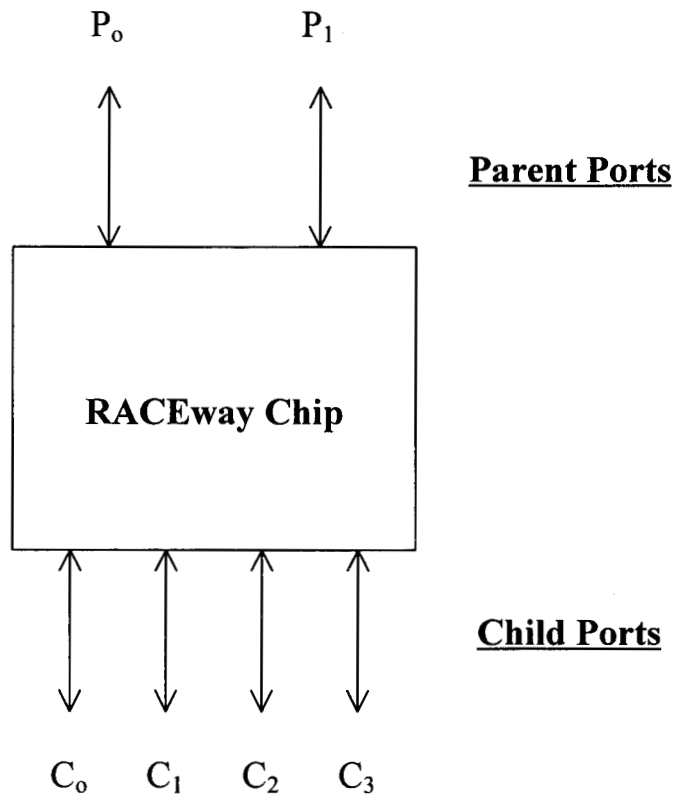 Pₒ P₁
Parent Ports
RACEway Chip
Child Ports
Cₒ C₁ C₂ C₃